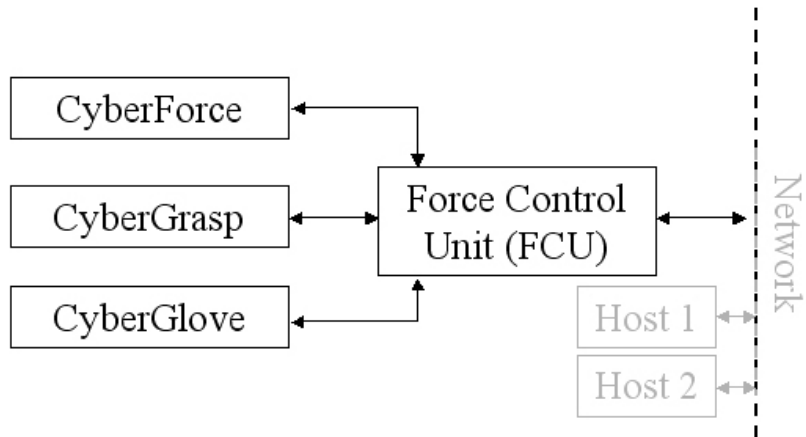 CyberForce
CyberGrasp
CyberGlove
Force Control
Unit (FCU)
Host 1
Host 2
Network